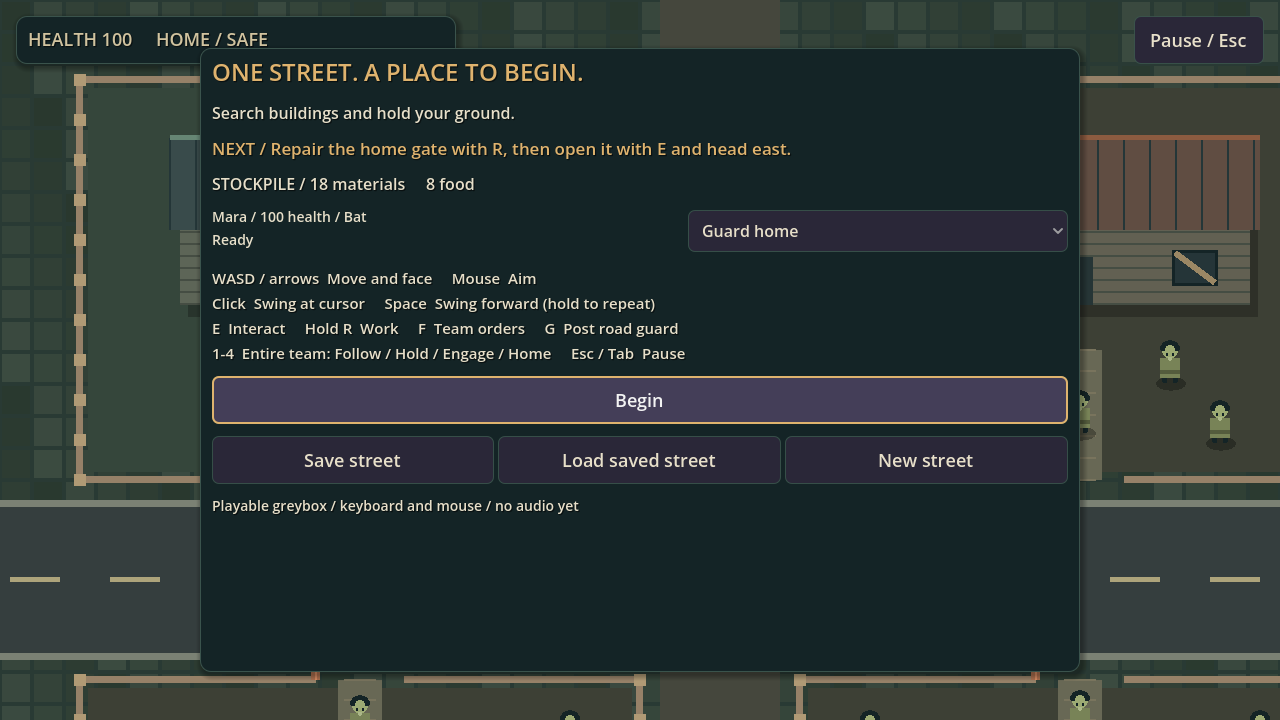 HEALTH 100 HOME / SAFE
Pause / Esc
ONE STREET. A PLACE TO BEGIN.
Search buildings and hold your ground.
NEXT / Repair the home gate with R, then open it with E and head east.
STOCKPILE / 18 materials 8 food
Mara / 100 health / Bat
Ready
Guard home
WASD / arrows Move and face Mouse Aim
Click Swing at cursor Space Swing forward (hold to repeat)
E Interact Hold R Work F Team orders G Post road guard
1-4 Entire team: Follow / Hold / Engage / Home Esc / Tab Pause
Begin
Save street
Load saved street
New street
Playable greybox / keyboard and mouse / no audio yet